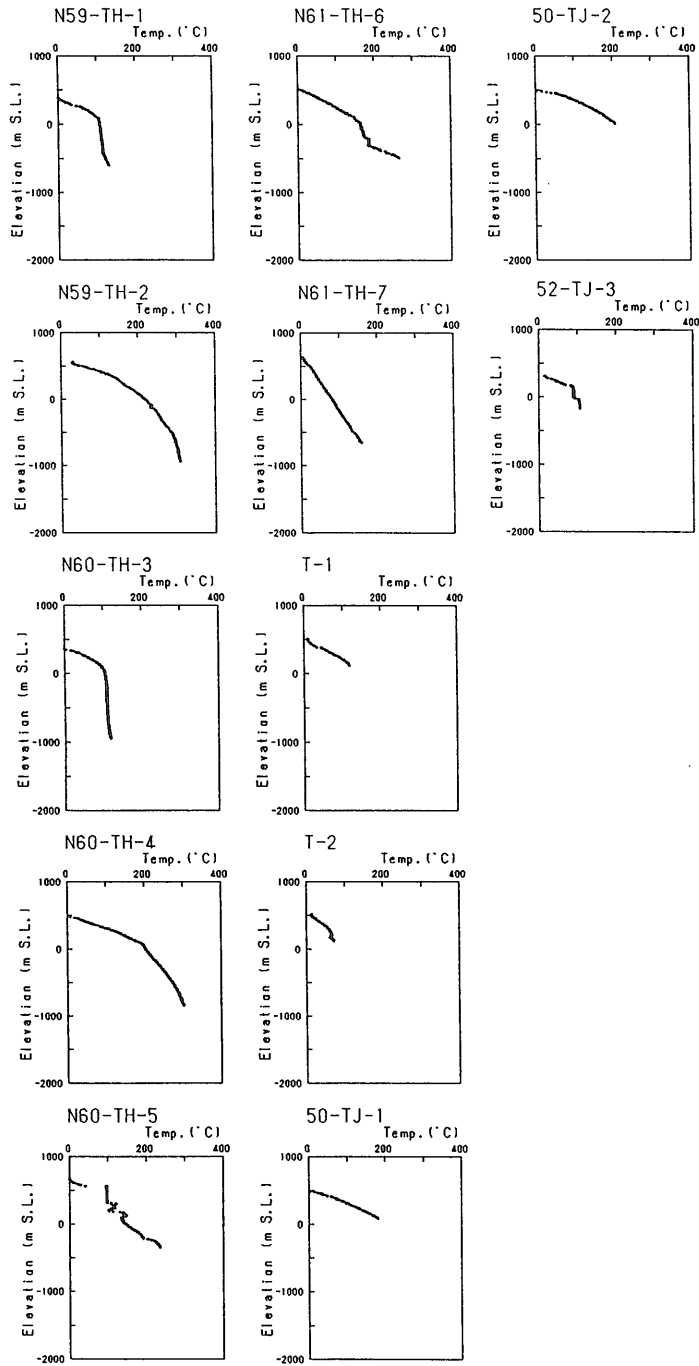 N59-TH-1
Temp.(°C)
0 200 400
1000
0
-1000
-2000
Elevation (m S.L.)
N61-TH-6
Temp.(°C)
0 200 400
1000
0
-1000
-2000
Elevation (m S.L.)
50-TJ-2
Temp.(°C)
0 200 400
1000
0
-1000
-2000
Elevation (m S.L.)
N59-TH-2
Temp.(°C)
0 200 400
1000
0
-1000
-2000
Elevation (m S.L.)
N61-TH-7
Temp.(°C)
0 200 400
1000
0
-1000
-2000
Elevation (m S.L.)
52-TJ-3
Temp.(°C)
0 200 400
1000
0
-1000
-2000
Elevation (m S.L.)
N60-TH-3
Temp.(°C)
0 200 400
1000
0
-1000
-2000
Elevation (m S.L.)
T-1
Temp.(°C)
0 200 400
1000
0
-1000
-2000
Elevation (m S.L.)
N60-TH-4
Temp.(°C)
0 200 400
1000
0
-1000
-2000
Elevation (m S.L.)
T-2
Temp.(°C)
0 200 400
1000
0
-1000
-2000
Elevation (m S.L.)
N60-TH-5
Temp.(°C)
0 200 400
1000
0
-1000
-2000
Elevation (m S.L.)
50-TJ-1
Temp.(°C)
0 200 400
1000
0
-1000
-2000
Elevation (m S.L.)